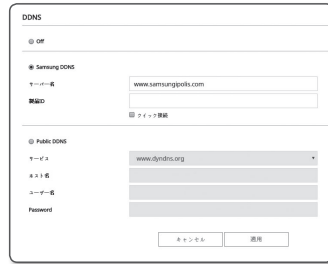 DDNS
Off
Samsung DDNS
サーバー名 www.samsungipolis.com
製品ID
クイック接続
Public DDNS
サービス www.dyndns.org
ホスト名
ユーザー名
Password
キャンセル 適用